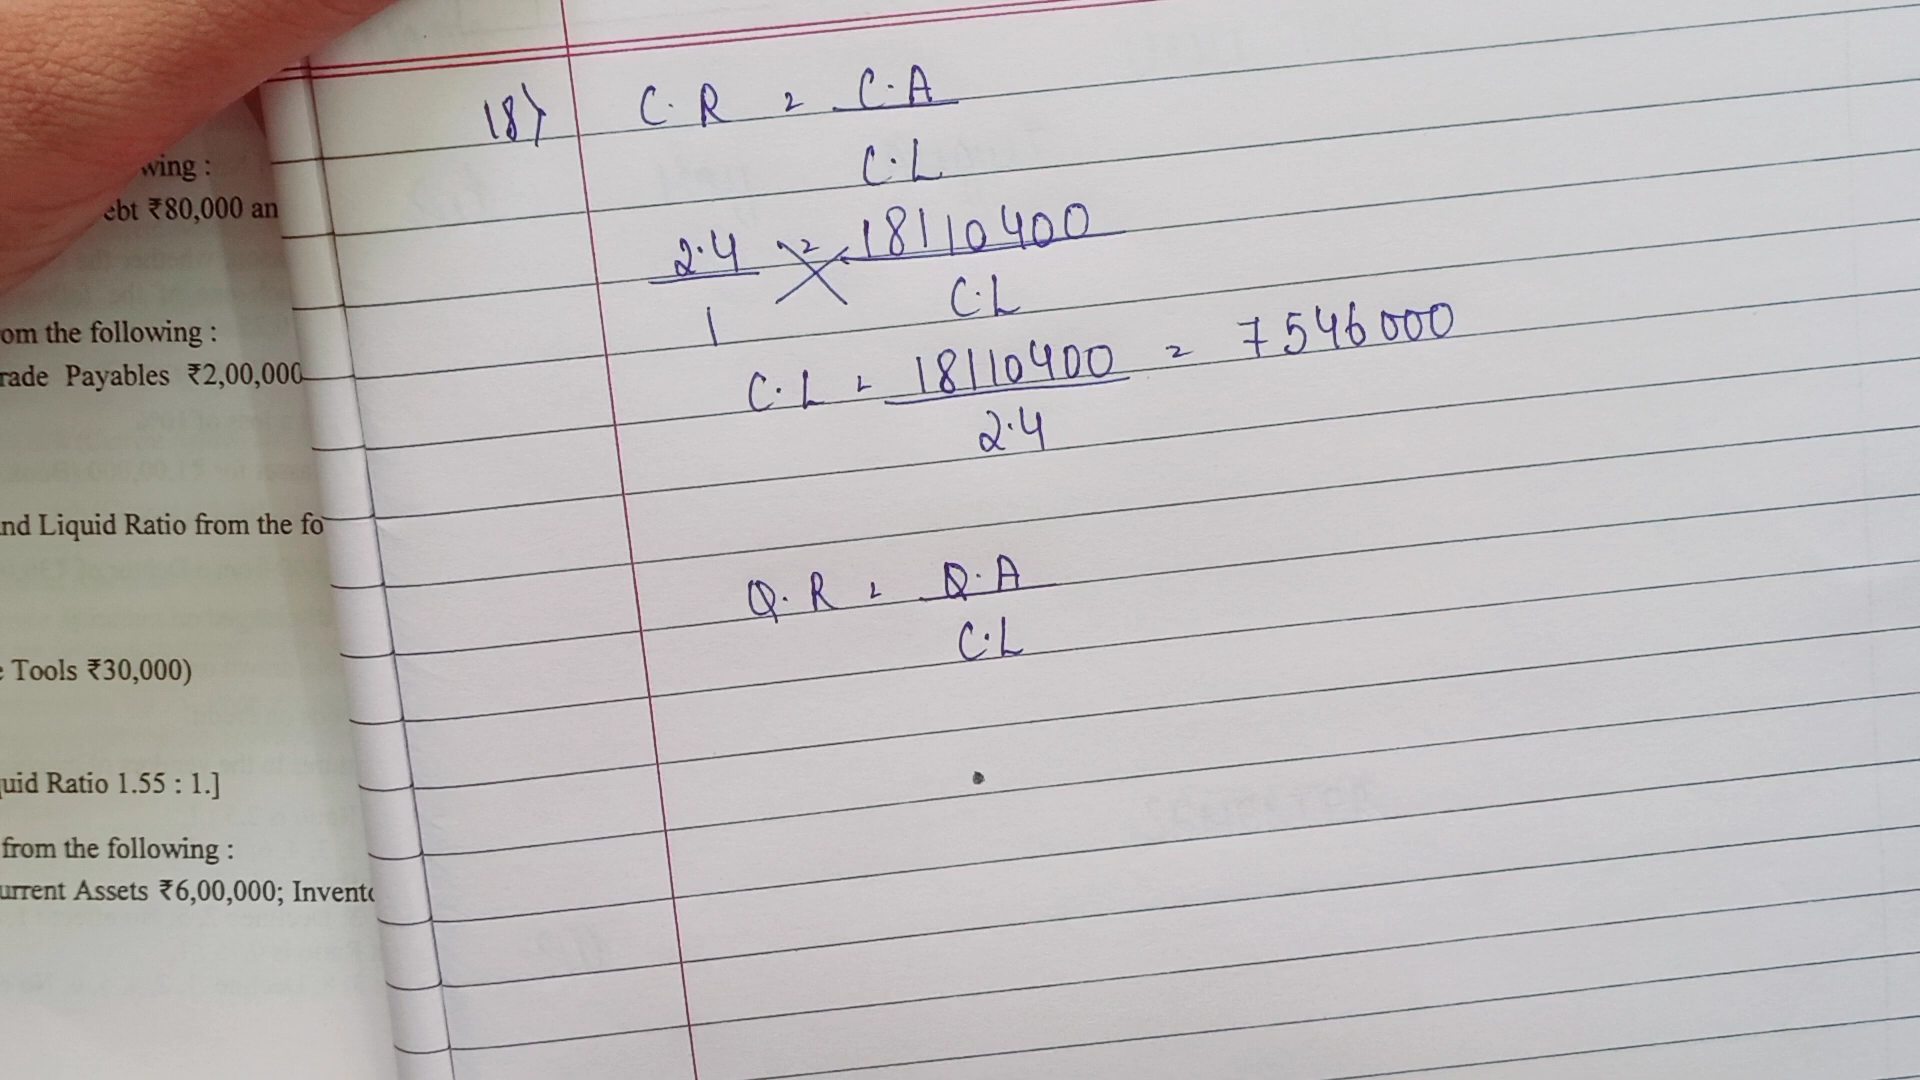 wing :
ebt ₹80,000 an
om the following :
rade Payables ₹2,00,000
nd Liquid Ratio from the fo
Tools ₹30,000)
uid Ratio 1.55 : 1.]
from the following :
urrent Assets ₹6,00,000; Invento
18) C.R = C.A
C.L
2.4 = 18110400
1 C.L
C.L = 18110400 = 7546000
2.4
Q.R = Q.A
C.L